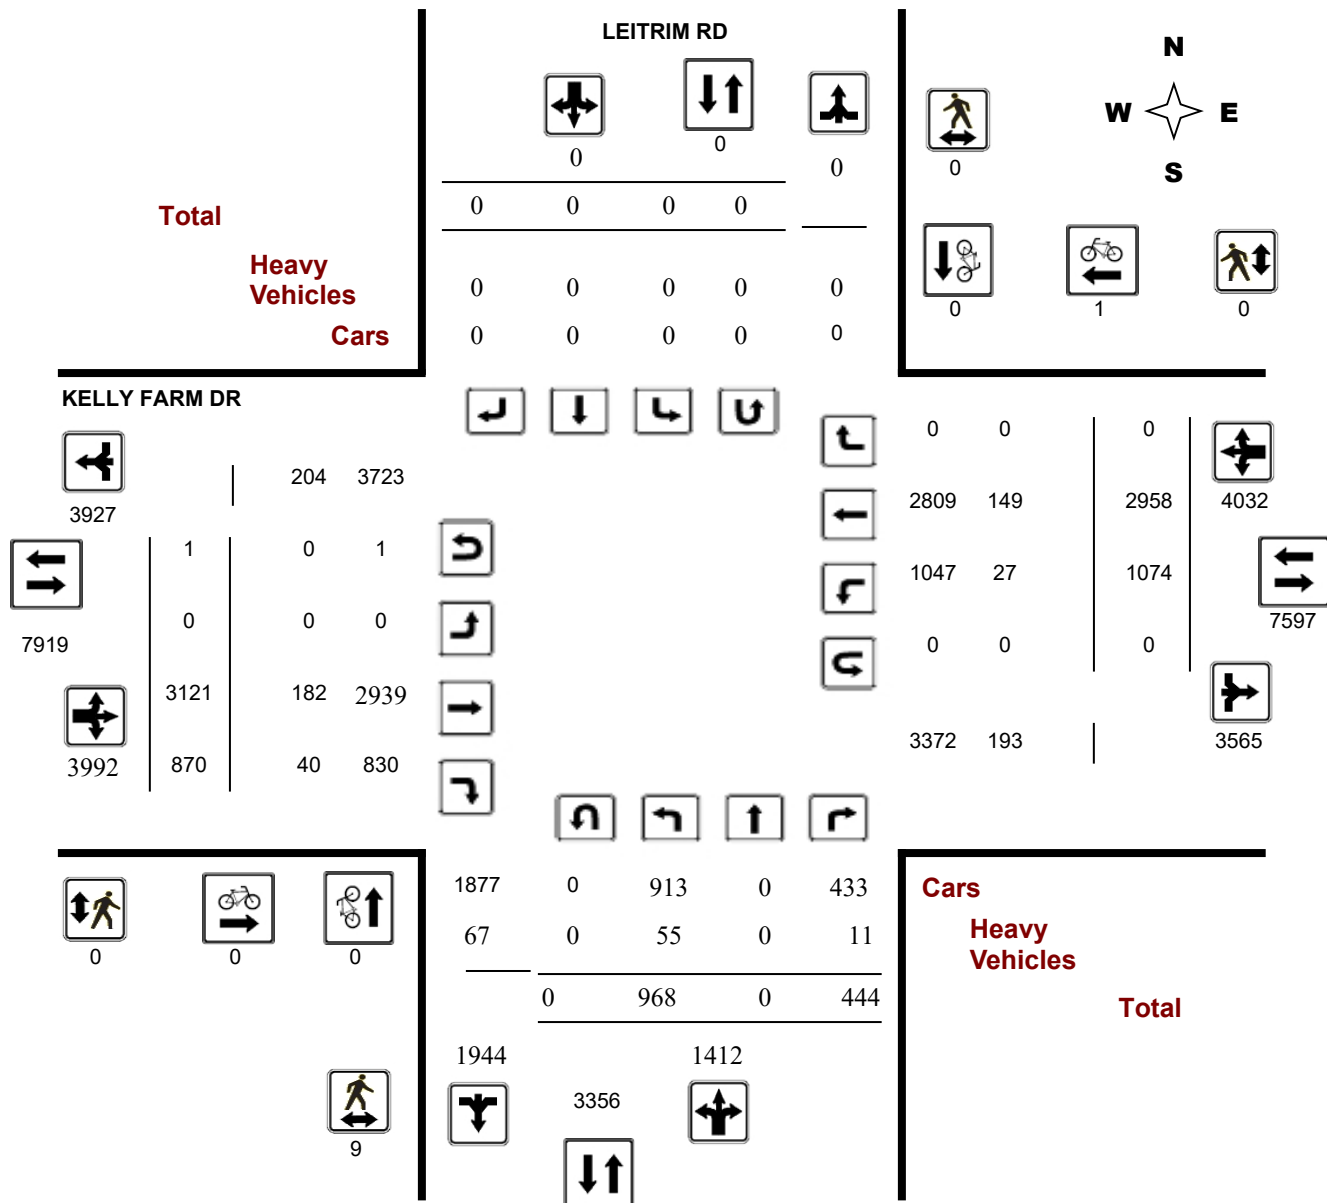 LEITRIM RD
N
W E
S
0
0
0
0
0
Total
0 0 0 0
Heavy
Vehicles
0 0 0 0 0
Cars
0 0 0 0 0
0 1 0
KELLY FARM DR
204 3723
3927
1 0 1
7919
0 0 0
3121 182 2939
3992
870 40 830
0 0 0
2809 149 2958 4032
1047 27 1074
7597
0 0 0
3372 193 3565
1877 0 913 0 433
67 0 55 0 11
0 968 0 444
1944 1412
3356
Cars
Heavy
Vehicles
Total
0 0 0
9